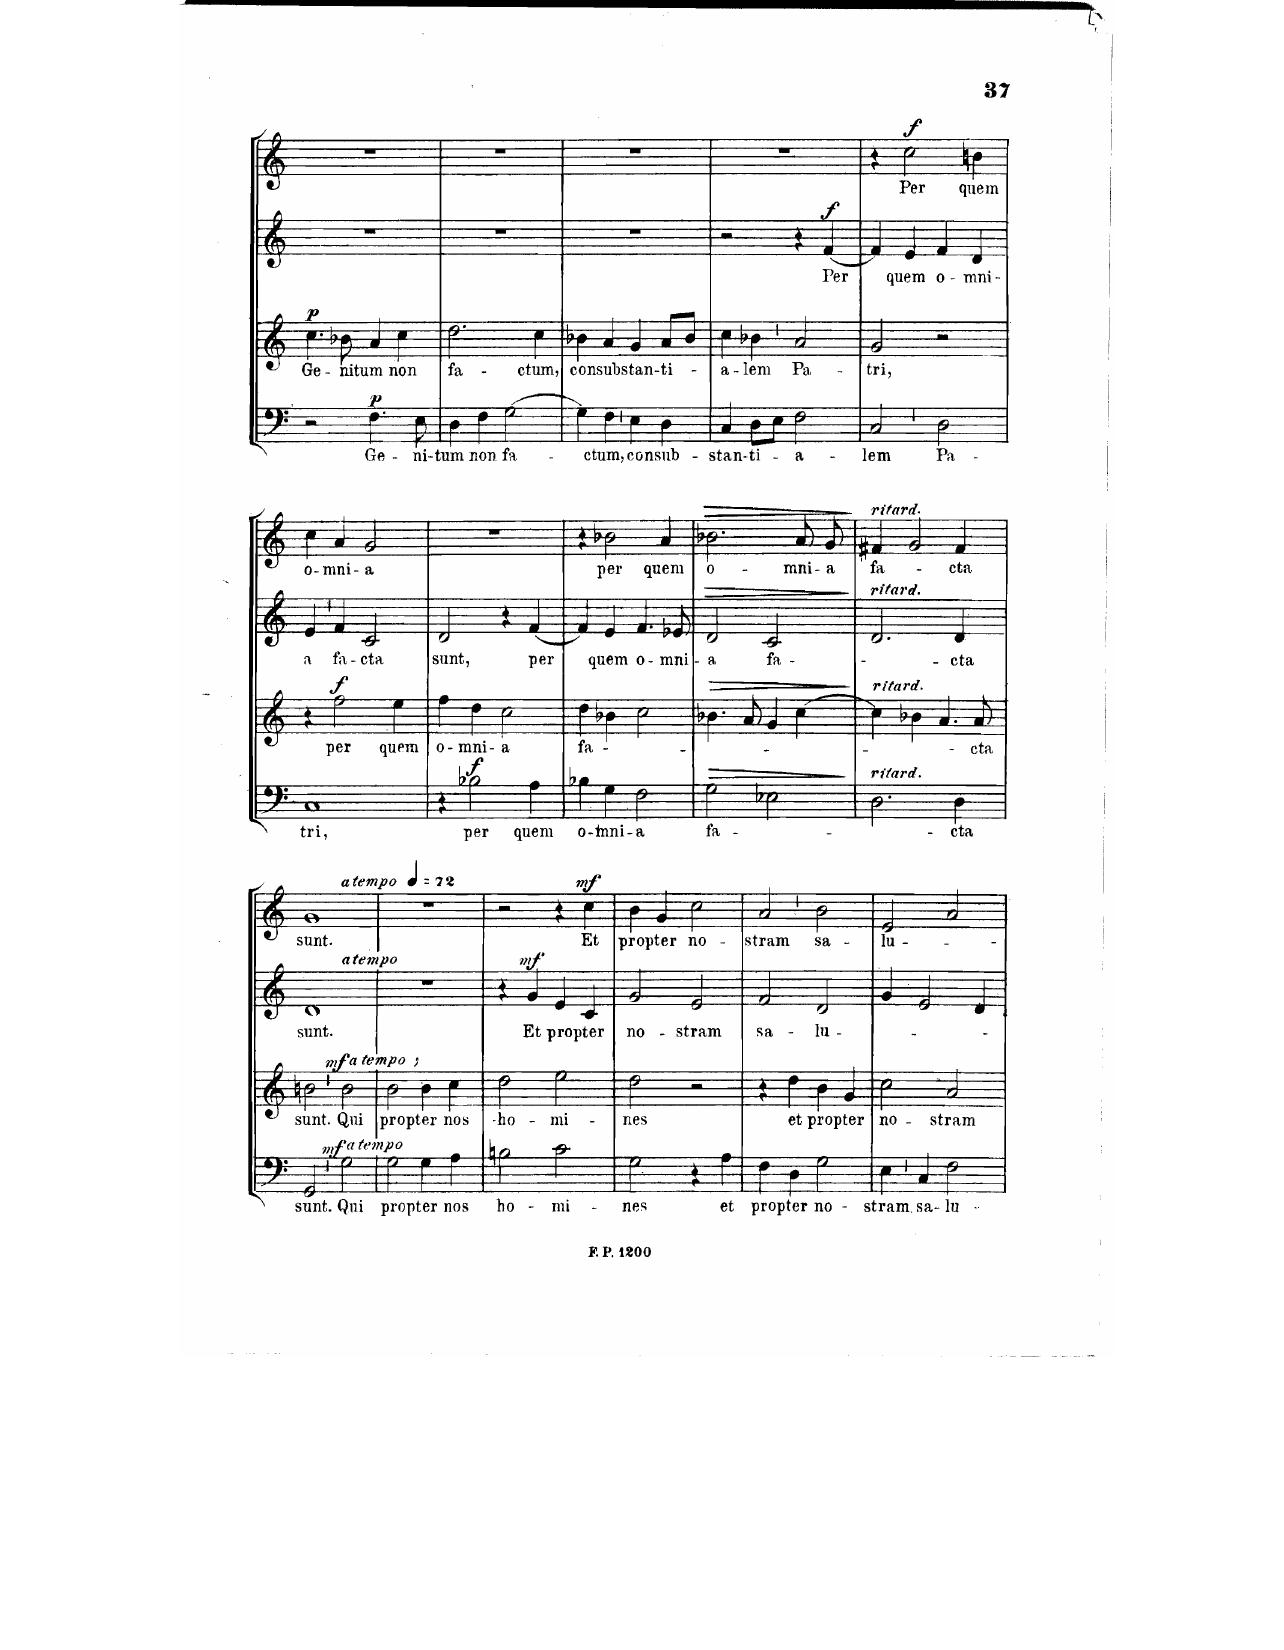 37
f
Per quem
f
Per quem o - mni -
p
Ge - nitum non fa - ctum, consubstan-ti - a - lem Pa - tri,
p
Ge - ni-tum non fa - ctum, consub - stan-ti - a - lem Pa -
ritard.
o-mni-a per quem o - mni-a fa - cta
ritard.
a fa-cta sunt, per quem o-mni-a fa - - cta
f ritard.
per quem o-mni-a fa - - - - - cta
f ritard.
tri, per quem o-mni-a fa - - - cta
a tempo ♩ = 72 mf
sunt. Et propter no - stram sa - lu - - -
a tempo mf
sunt. Et propter no - stram sa - lu - - -
mf a tempo
sunt. Qui propter nos ho - mi - nes et propter no - stram
mf a tempo
sunt. Qui propter nos ho - mi - nes et propter no - stram sa-lu -
F. P. 1200